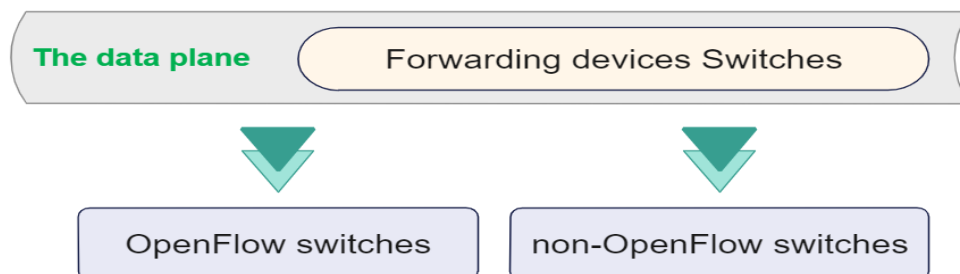 The data plane
Forwarding devices Switches
OpenFlow switches
non-OpenFlow switches